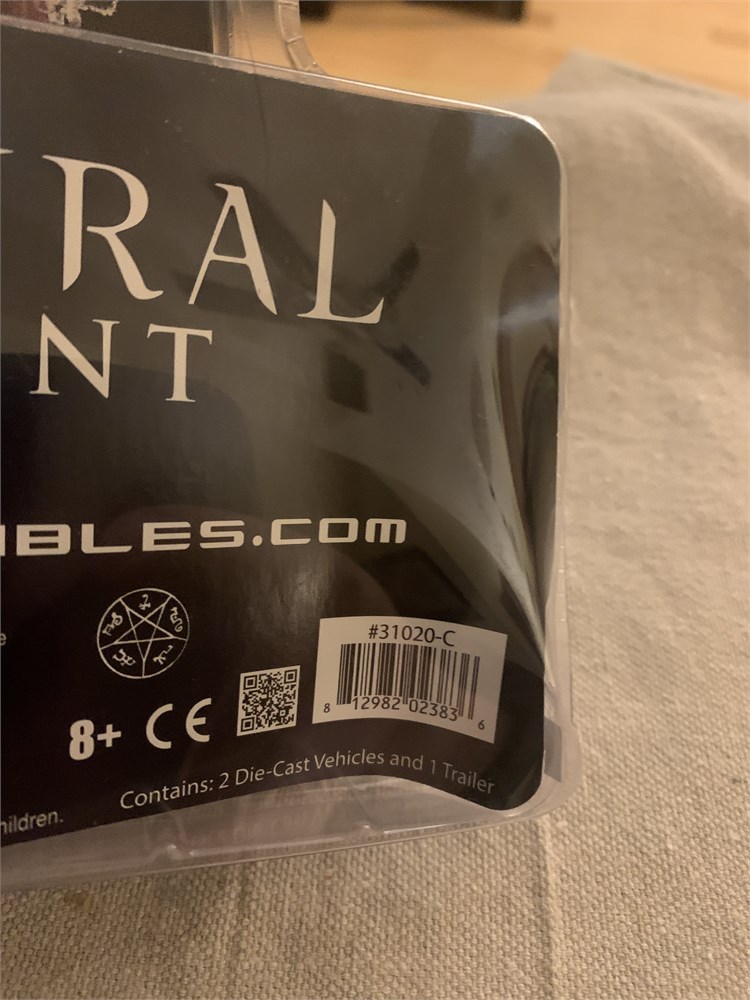 RAL
NT
BLES.COM
#31020-C
8 12982 02383 6
8+ CE
Contains: 2 Die-Cast Vehicles and 1 Trailer
hildren.